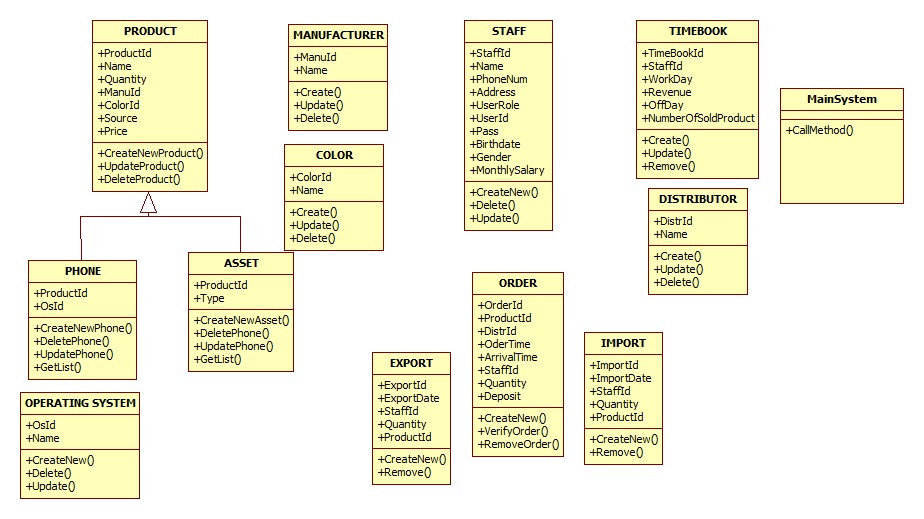 PRODUCT
+ProductId
+Name
+Quantity
+ManuId
+ColorId
+Source
+Price
+CreateNewProduct()
+UpdateProduct()
+DeleteProduct()
MANUFACTURER
+ManuId
+Name
+Create()
+Update()
+Delete()
COLOR
+ColorId
+Name
+Create()
+Update()
+Delete()
STAFF
+StaffId
+Name
+PhoneNum
+Address
+UserRole
+UserId
+Pass
+Birthdate
+Gender
+MonthlySalary
+CreateNew()
+Delete()
+Update()
TIMEBOOK
+TimeBookId
+StaffId
+WorkDay
+Revenue
+OffDay
+NumberOfSoldProduct
+Create()
+Update()
+Remove()
MainSystem
+CallMethod()
DISTRIBUTOR
+DistrId
+Name
+Create()
+Update()
+Delete()
PHONE
+ProductId
+OsId
+CreateNewPhone()
+DeletePhone()
+UpdatePhone()
+GetList()
ASSET
+ProductId
+Type
+CreateNewAsset()
+DeletePhone()
+UpdatePhone()
+GetList()
OPERATING SYSTEM
+OsId
+Name
+CreateNew()
+Delete()
+Update()
EXPORT
+ExportId
+ExportDate
+StaffId
+Quantity
+ProductId
+CreateNew()
+Remove()
ORDER
+OrderId
+ProductId
+DistrId
+OderTime
+ArrivalTime
+StaffId
+Quantity
+Deposit
+CreateNew()
+VerifyOrder()
+RemoveOrder()
IMPORT
+ImportId
+ImportDate
+StaffId
+Quantity
+ProductId
+CreateNew()
+Remove()